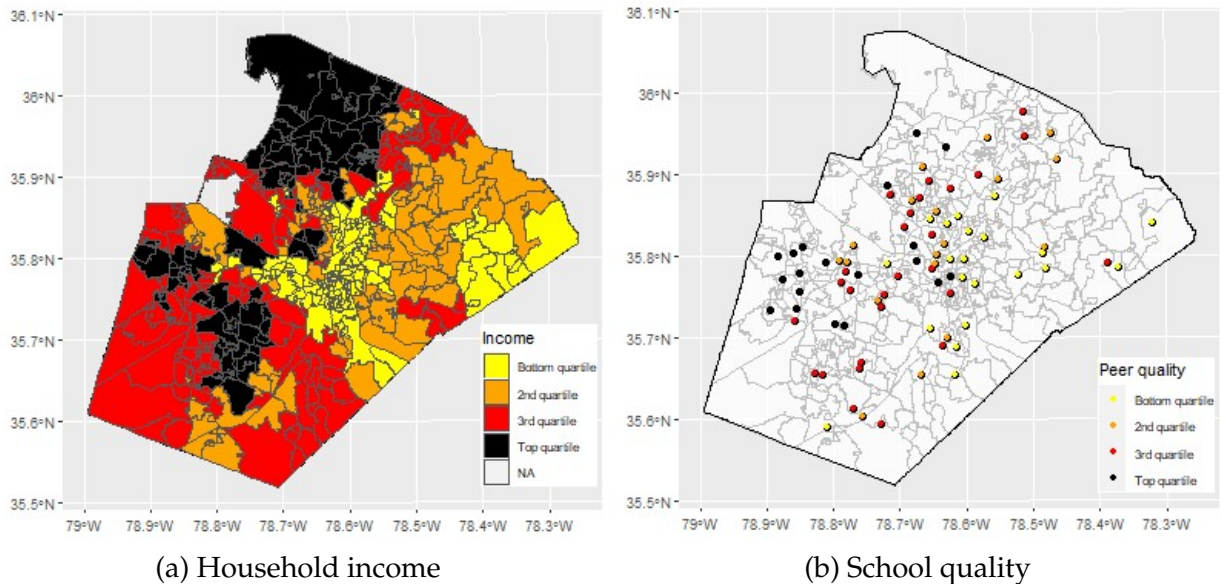 36.1°N
36°N
35.9°N
35.8°N
35.7°N
35.6°N
35.5°N
79°W 78.9°W 78.8°W 78.7°W 78.6°W 78.5°W 78.4°W 78.3°W
Income
Bottom quartile
2nd quartile
3rd quartile
Top quartile
NA
(a) Household income
36.1°N
36°N
35.9°N
35.8°N
35.7°N
35.6°N
35.5°N
79°W 78.9°W 78.8°W 78.7°W 78.6°W 78.5°W 78.4°W 78.3°W
Peer quality
Bottom quartile
2nd quartile
3rd quartile
Top quartile
(b) School quality